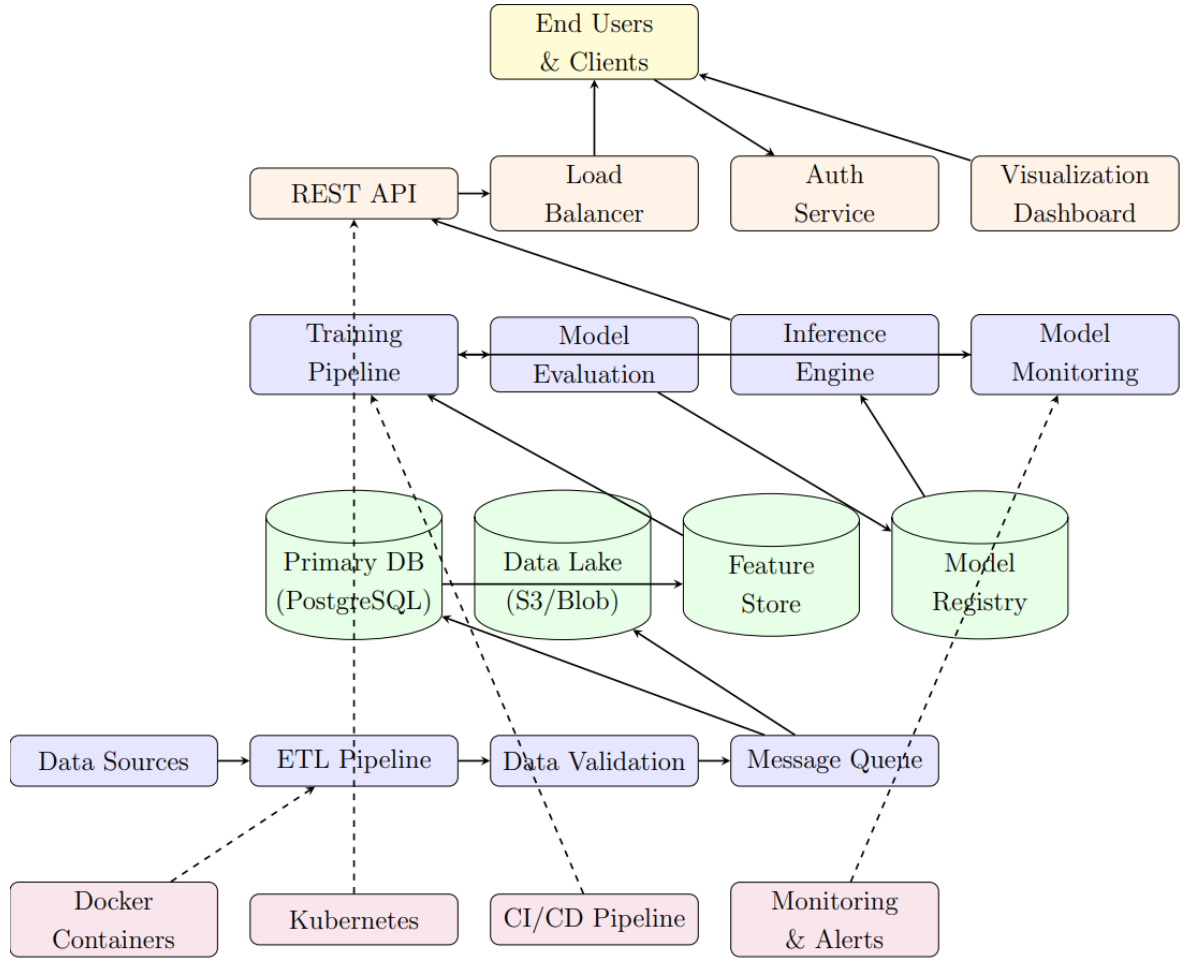 End Users
& Clients
REST API
Load
Balancer
Auth
Service
Visualization
Dashboard
Training
Pipeline
Model
Evaluation
Inference
Engine
Model
Monitoring
Primary DB
(PostgreSQL)
Data Lake
(S3/Blob)
Feature
Store
Model
Registry
Data Sources
ETL Pipeline
Data Validation
Message Queue
Docker
Containers
Kubernetes
CI/CD Pipeline
Monitoring
& Alerts